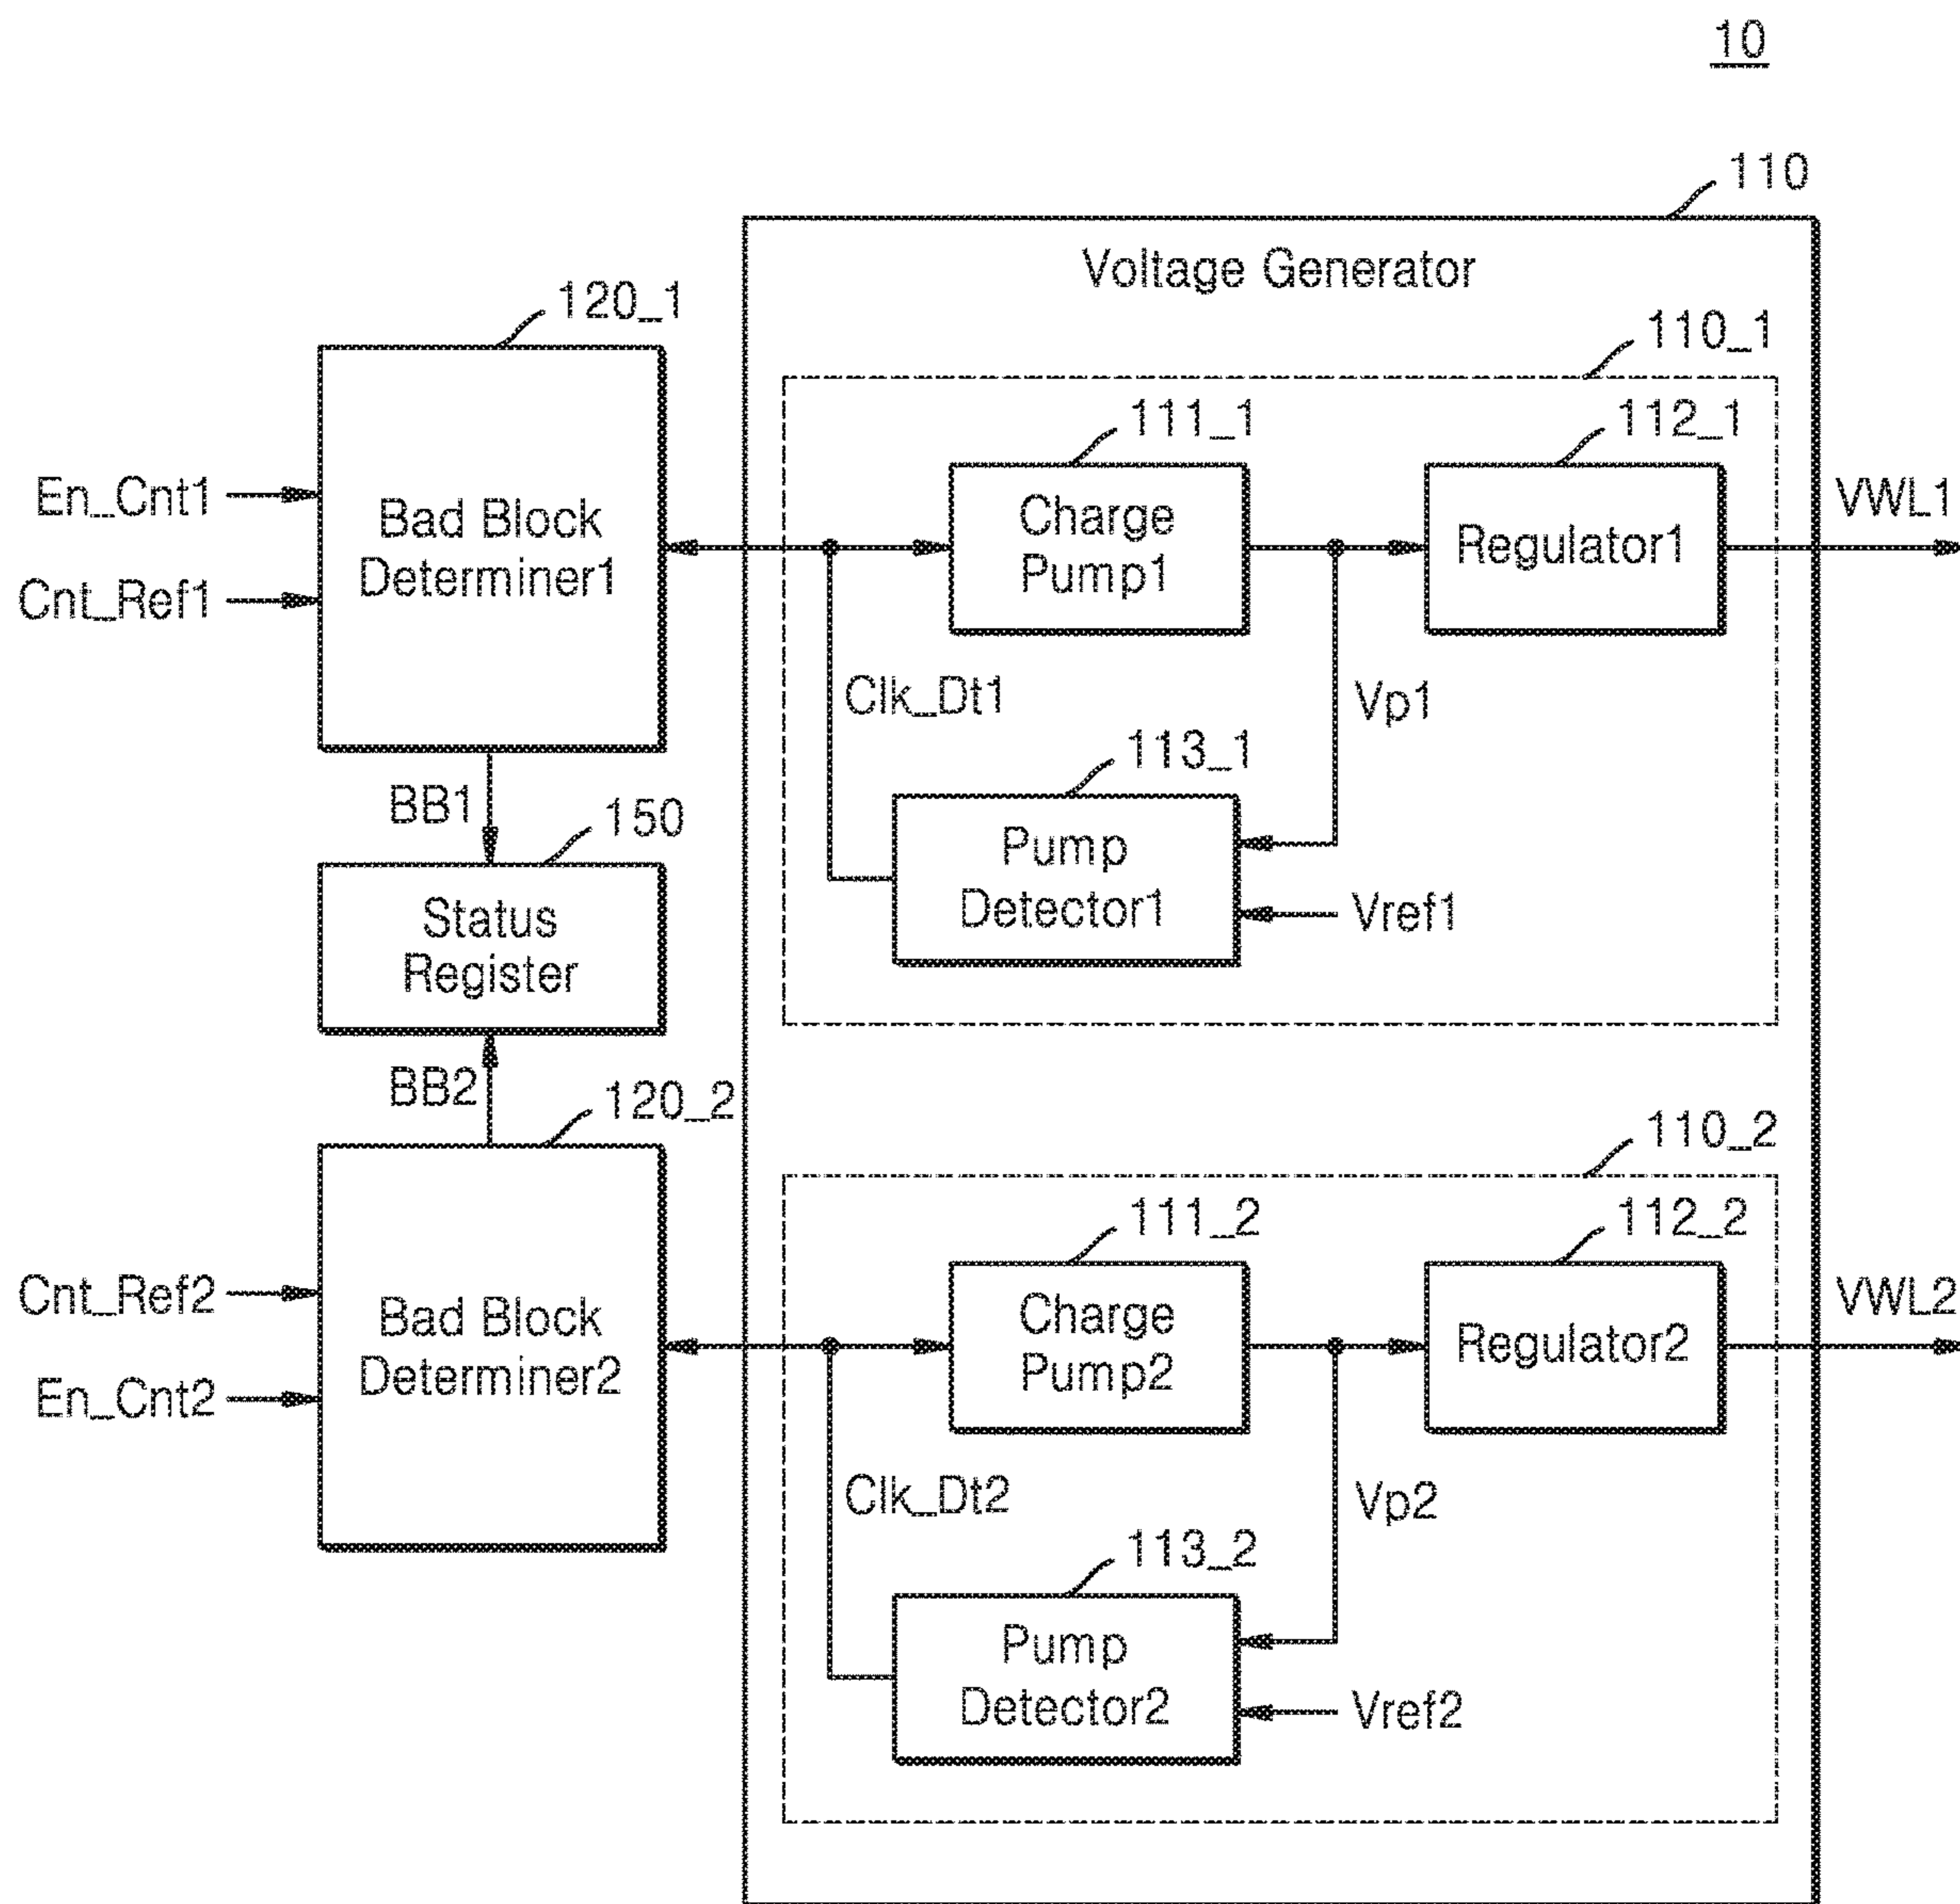 10
110
Voltage Generator
120_1
110_1
111_1
112_1
En_Cnt1
Cnt_Ref1
Bad Block
Determiner1
Charge
Pump1
Regulator1
VWL1
Clk_Dt1
Vp1
113_1
BB1
150
Pump
Detector1
Vref1
Status
Register
BB2
120_2
110_2
111_2
112_2
Cnt_Ref2
En_Cnt2
Bad Block
Determiner2
Charge
Pump2
Regulator2
VWL2
Clk_Dt2
Vp2
113_2
Pump
Detector2
Vref2